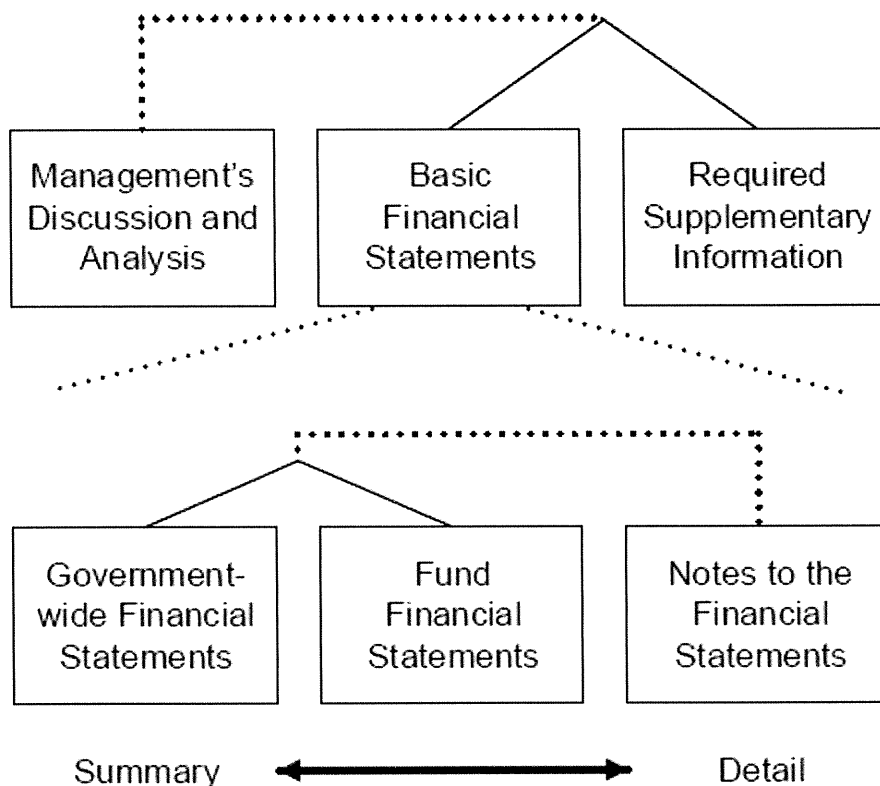 Management's
Discussion and
Analysis
Basic
Financial
Statements
Required
Supplementary
Information
Government-
wide Financial
Statements
Fund
Financial
Statements
Notes to the
Financial
Statements
Summary
Detail